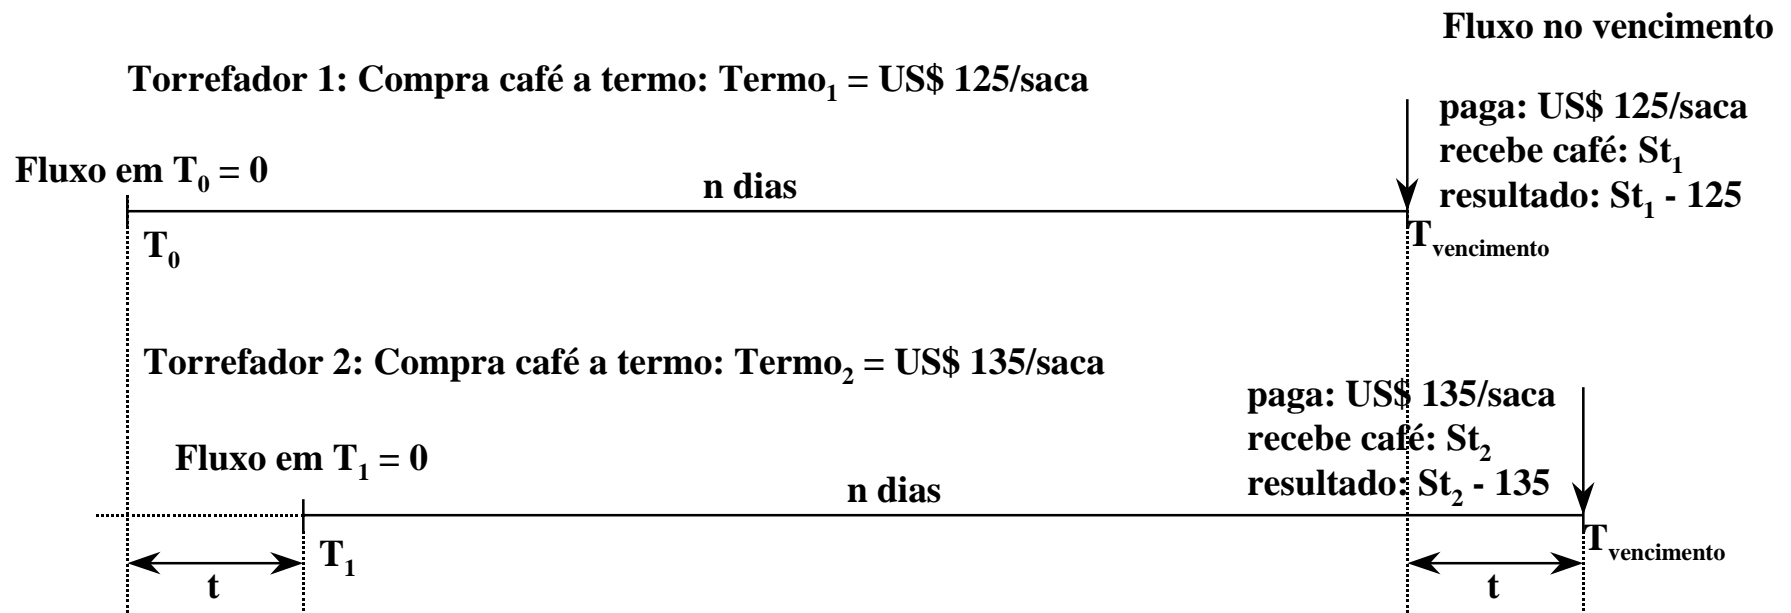 Fluxo no vencimento
Torrefador 1: Compra café a termo: Termo₁ = US$ 125/saca
paga: US$ 125/saca
recebe café: St₁
resultado: St₁ - 125
Fluxo em T₀ = 0
n dias
T₀
T vencimento
Torrefador 2: Compra café a termo: Termo₂ = US$ 135/saca
paga: US$ 135/saca
recebe café: St₂
resultado: St₂ - 135
Fluxo em T₁ = 0
n dias
T₁
T vencimento
t
t